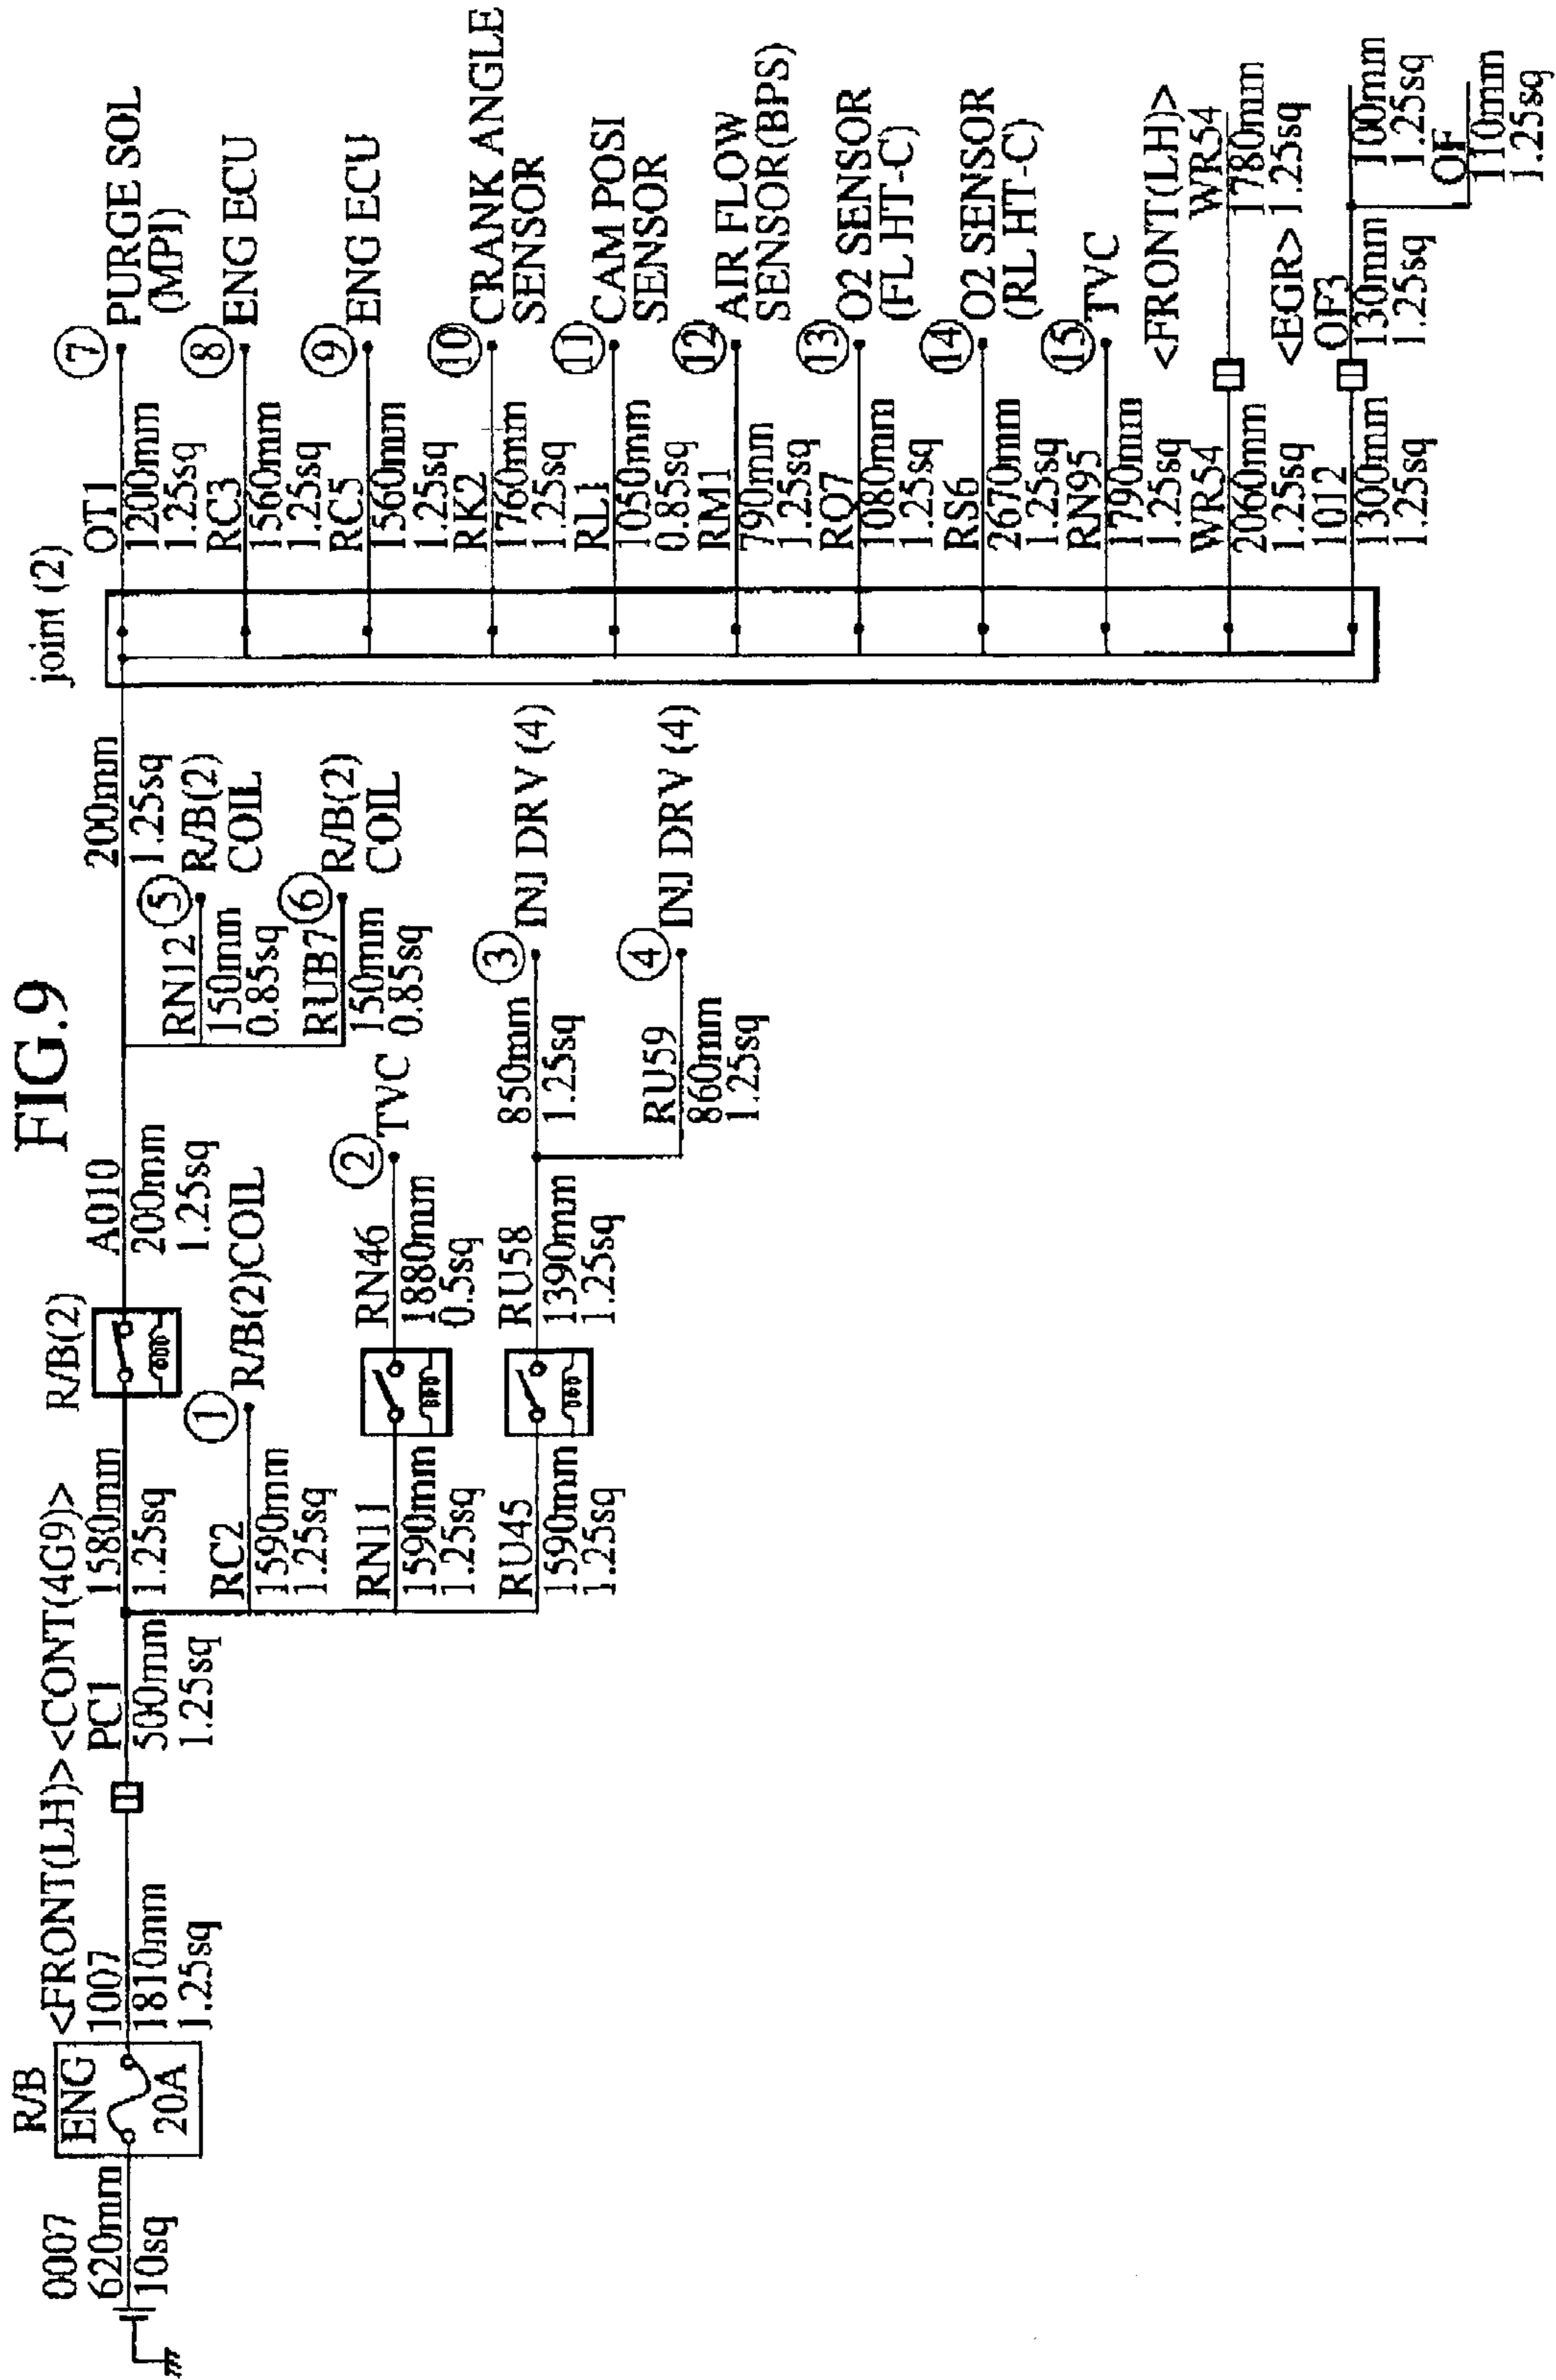 FIG.9
0007
620mm
10sq
R/B
ENG
20A
<FRONT(LH)><CONT(4G9)>
1007
1810mm
1.25sq
PC1
500mm
1.25sq
1580mm
1.25sq
R/B(2)
A010
200mm
1.25sq
200mm
1.25sq
RC2
1590mm
1.25sq
①
R/B(2)COIL
RN11
1590mm
1.25sq
RN46
1880mm
0.5sq
②
TVC
RU45
1590mm
1.25sq
RU58
1390mm
1.25sq
850mm
1.25sq
③
INJ DRV (4)
RU59
860mm
1.25sq
④
INJ DRV (4)
RN12
150mm
0.85sq
⑤
R/B(2)
COIL
RUB7
150mm
0.85sq
⑥
R/B(2)
COIL
joint (2)
OT1
1200mm
1.25sq
⑦
PURGE SOL
(MPI)
RC3
1560mm
1.25sq
⑧
ENG ECU
RC5
1560mm
1.25sq
⑨
ENG ECU
RK2
1760mm
1.25sq
⑩
CRANK ANGLE
SENSOR
RL1
1050mm
0.85sq
⑪
CAM POSI
SENSOR
RM1
790mm
1.25sq
⑫
AIR FLOW
SENSOR(BPS)
RQ7
1080mm
1.25sq
⑬
O2 SENSOR
(FL HT-C)
RS6
2670mm
1.25sq
⑭
O2 SENSOR
(RL HT-C)
RN95
1790mm
1.25sq
⑮
TVC
<FRONT(LH)>
WR54
2060mm
1.25sq
WR54
1780mm
1.25sq
<EGR>
1012
1300mm
1.25sq
OF3
130mm
1.25sq
100mm
1.25sq
OF
110mm
1.25sq